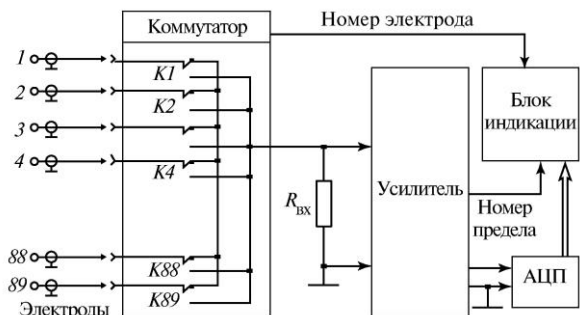 Коммутатор
Номер электрода
1
K1
2
K2
3
4
K4
88
K88
89
K89
Электроды
Rвх
Усилитель
Блок
индикации
Номер
предела
АЦП